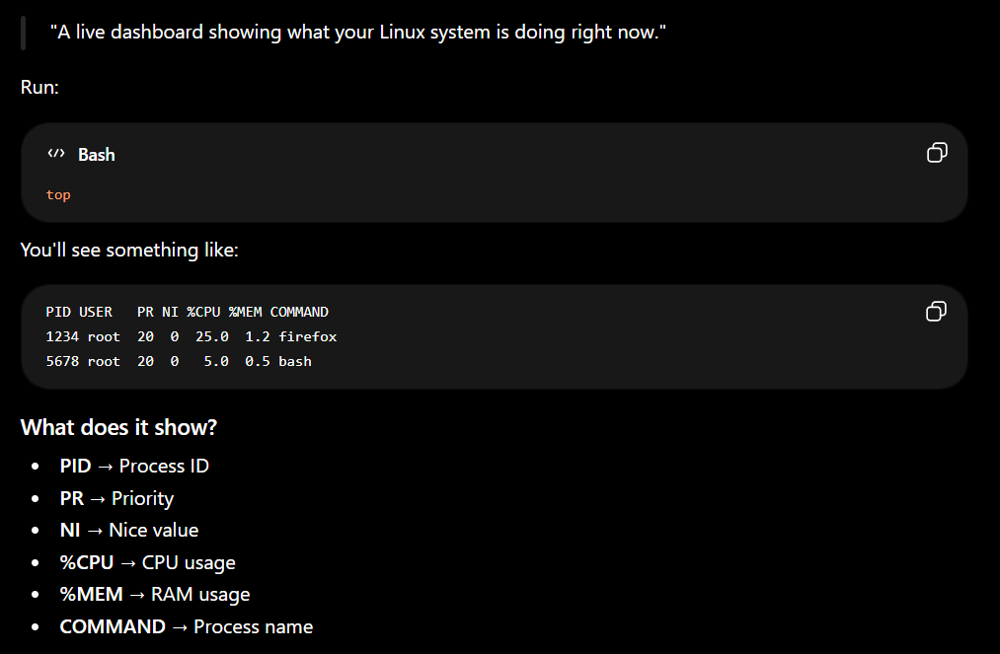 "A live dashboard showing what your Linux system is doing right now."
Run:
</> Bash
top
You'll see something like:
PID USER   PR NI %CPU %MEM COMMAND
1234 root  20  0  25.0  1.2 firefox
5678 root  20  0   5.0  0.5 bash
What does it show?
• PID → Process ID
• PR → Priority
• NI → Nice value
• %CPU → CPU usage
• %MEM → RAM usage
• COMMAND → Process name